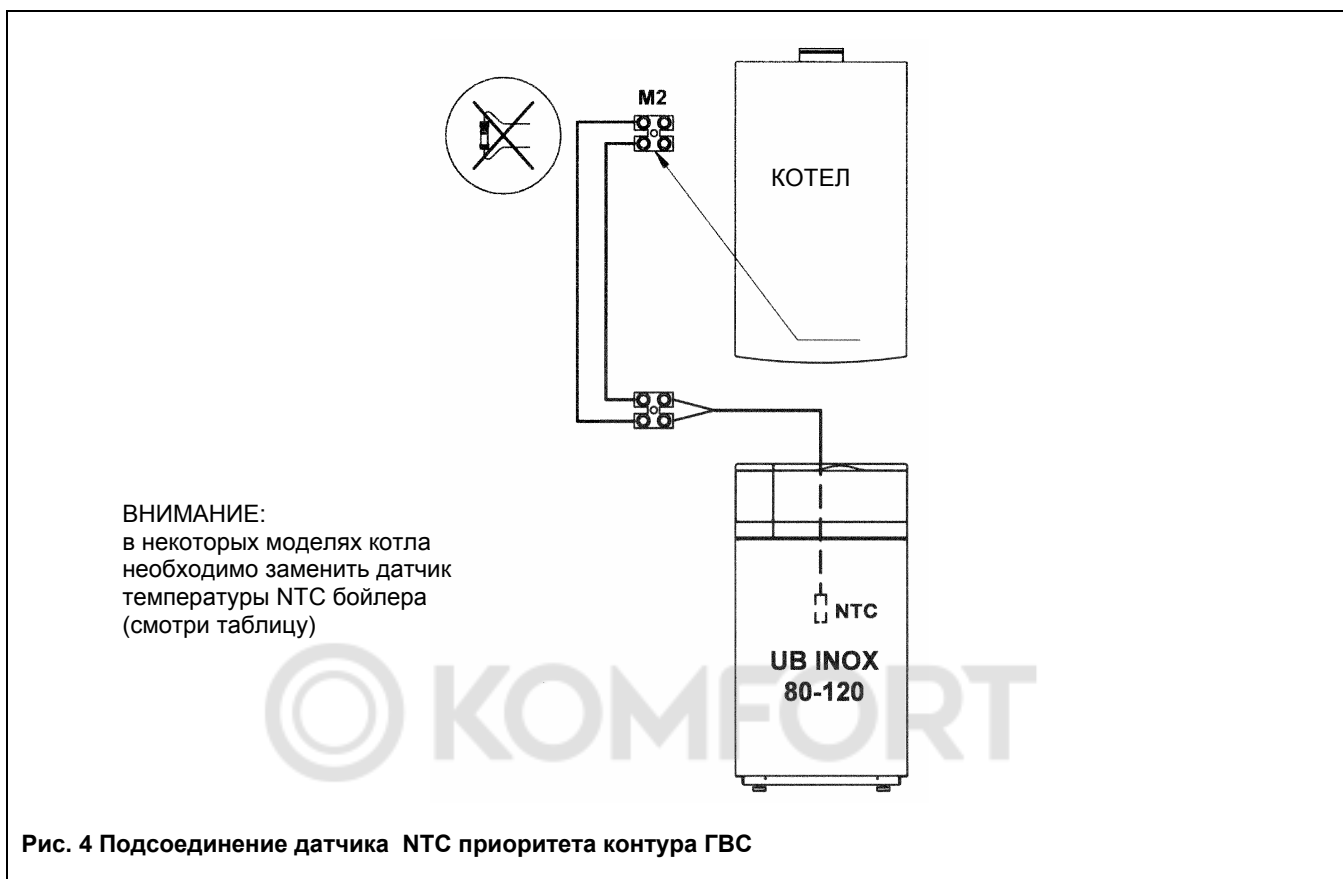 M2
КОТЕЛ
ВНИМАНИЕ:
в некоторых моделях котла
необходимо заменить датчик
температуры NTC бойлера
(смотри таблицу)
NTC
UB INOX
80-120
KOMFORT
Рис. 4 Подсоединение датчика NTC приоритета контура ГВС